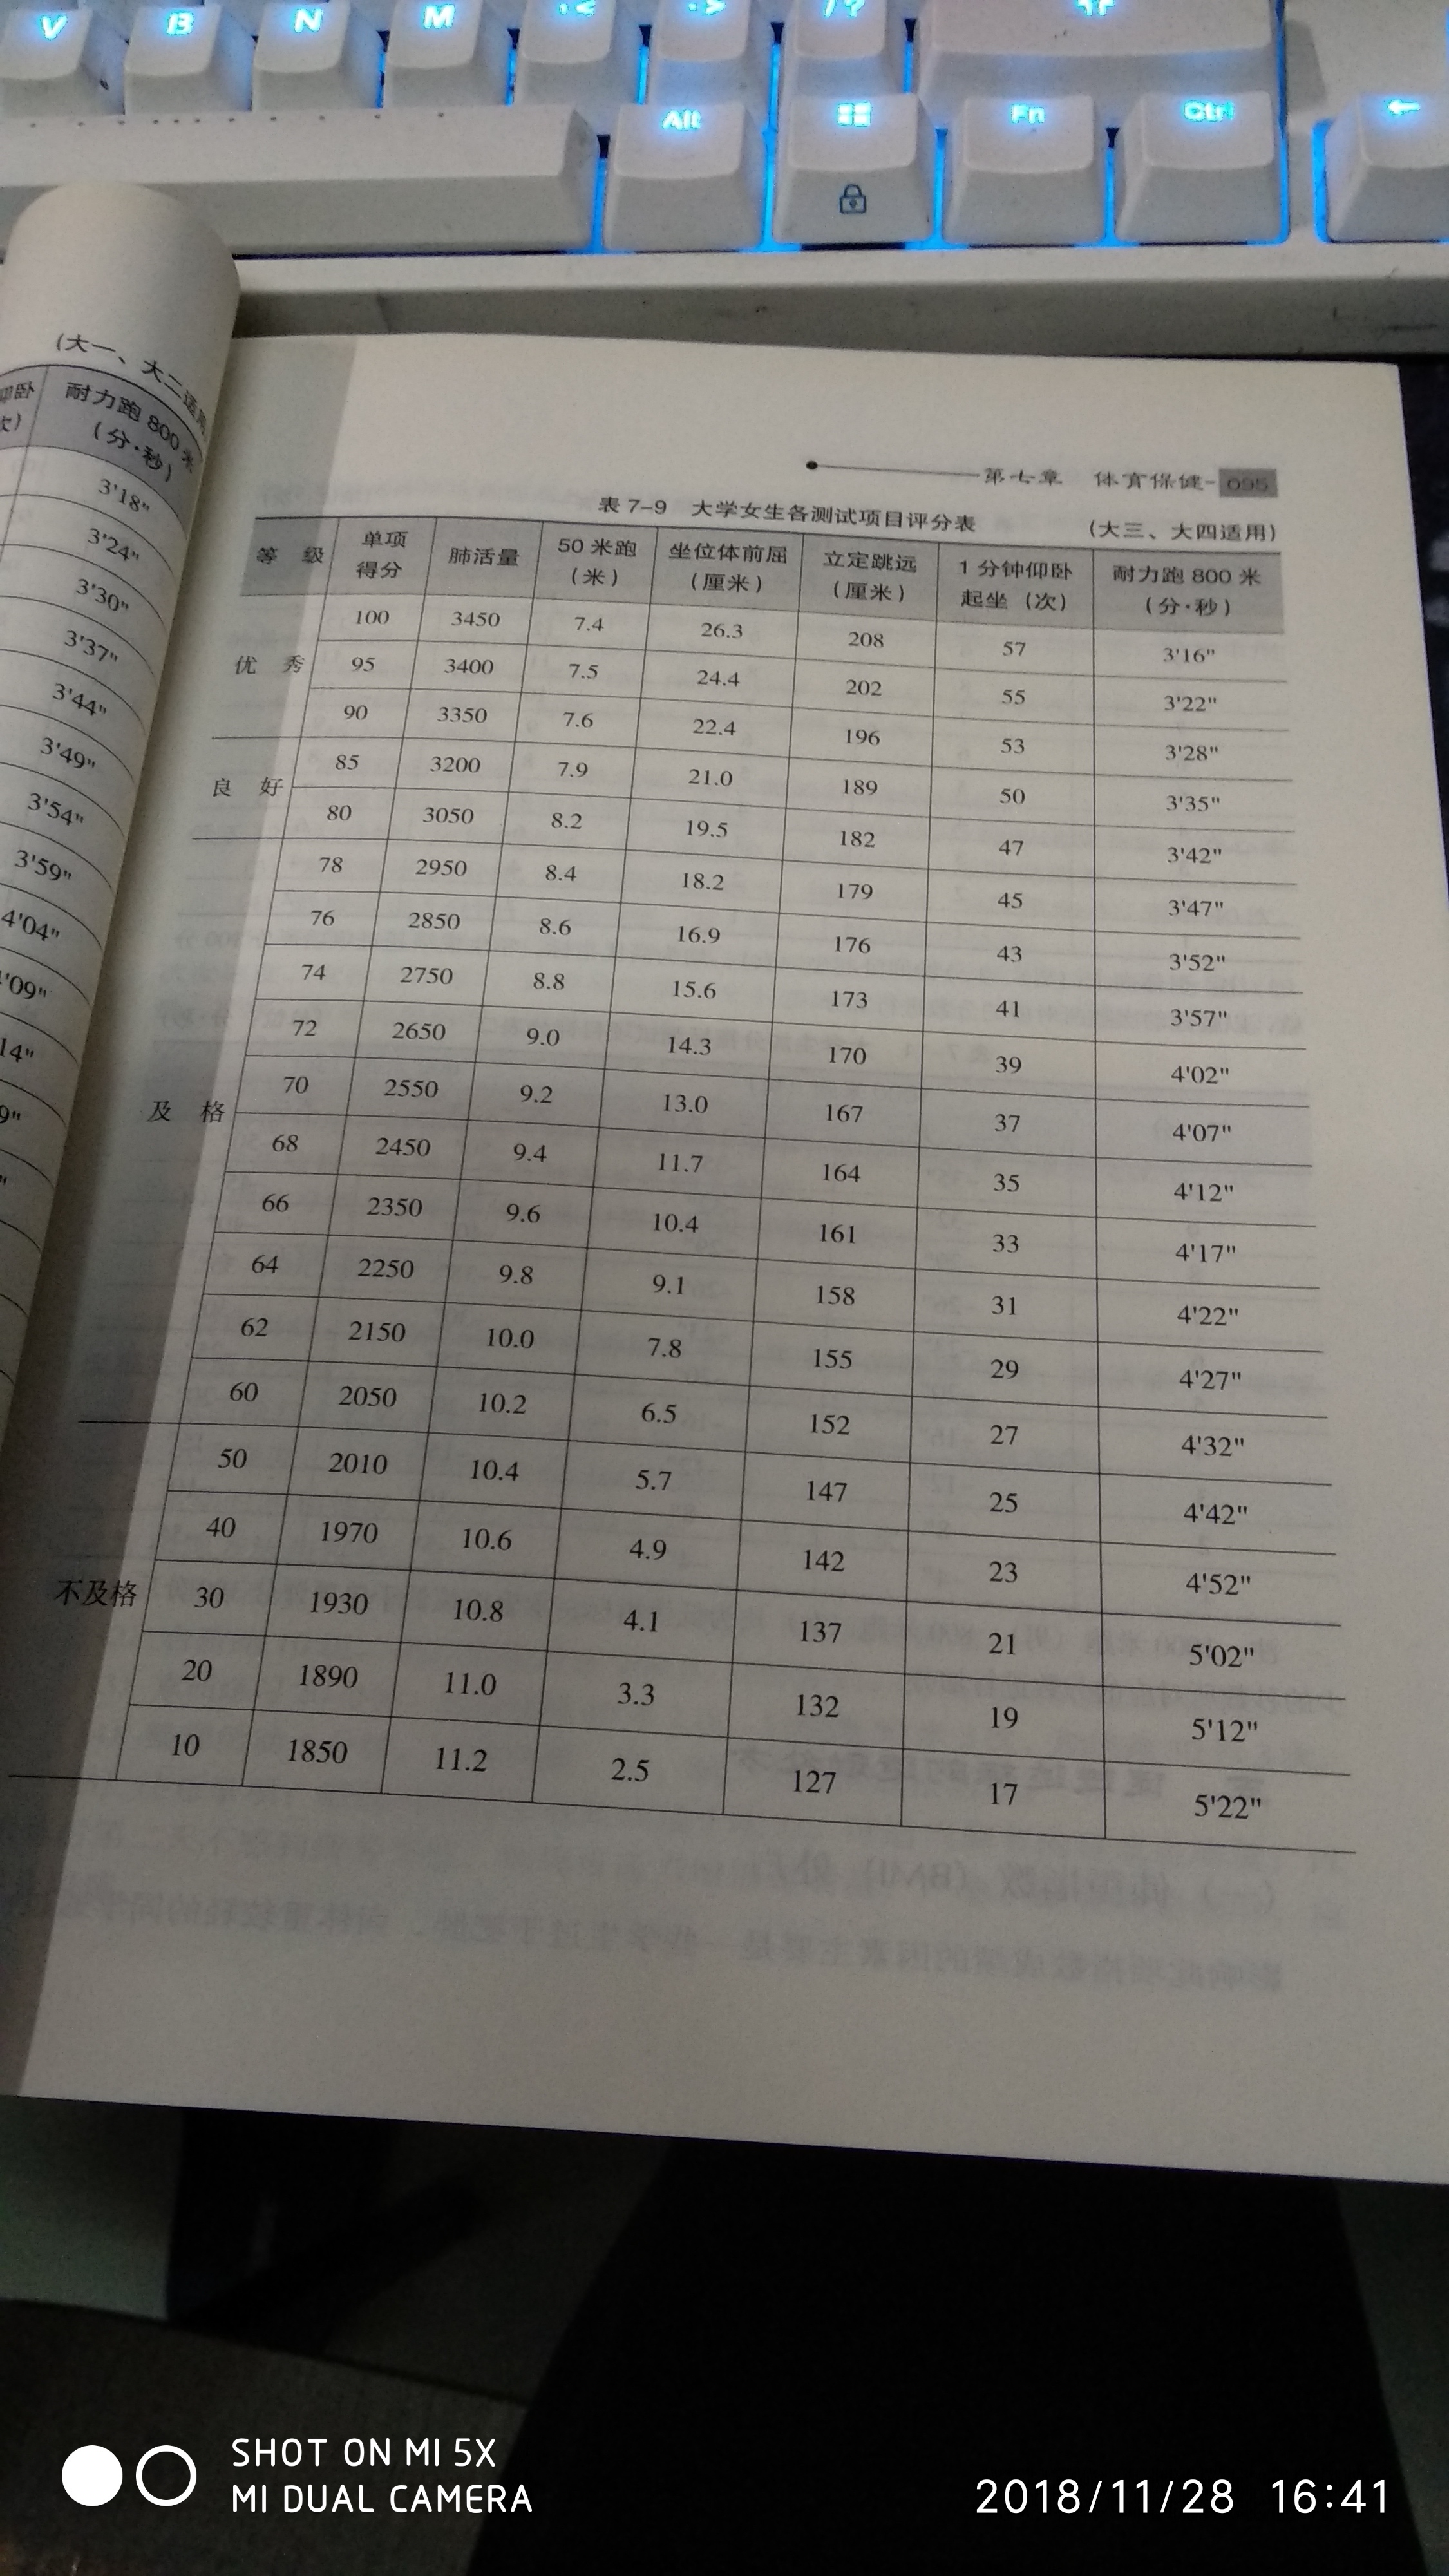 V B N M
Alt Fn Ctrl
(大一、大二适用
耐力跑 800 米
(分·秒)
3'18"
3'24"
3'30"
3'37"
3'44"
3'49"
3'54"
3'59"
4'04"
第七章 体育保健 095
表 7-9 大学女生各测试项目评分表 (大三、大四适用)
等 级 单项得分 肺活量 50 米跑(米) 坐位体前屈(厘米) 立定跳远(厘米) 1 分钟仰卧起坐(次) 耐力跑 800 米(分·秒)
优 秀 100 3450 7.4 26.3 208 57 3'16"
95 3400 7.5 24.4 202 55 3'22"
90 3350 7.6 22.4 196 53 3'28"
良 好 85 3200 7.9 21.0 189 50 3'35"
80 3050 8.2 19.5 182 47 3'42"
及 格 78 2950 8.4 18.2 179 45 3'47"
76 2850 8.6 16.9 176 43 3'52"
74 2750 8.8 15.6 173 41 3'57"
72 2650 9.0 14.3 170 39 4'02"
70 2550 9.2 13.0 167 37 4'07"
68 2450 9.4 11.7 164 35 4'12"
66 2350 9.6 10.4 161 33 4'17"
64 2250 9.8 9.1 158 31 4'22"
62 2150 10.0 7.8 155 29 4'27"
60 2050 10.2 6.5 152 27 4'32"
不及格 50 2010 10.4 5.7 147 25 4'42"
40 1970 10.6 4.9 142 23 4'52"
30 1930 10.8 4.1 137 21 5'02"
20 1890 11.0 3.3 132 19 5'12"
10 1850 11.2 2.5 127 17 5'22"
SHOT ON MI 5X
MI DUAL CAMERA
2018/11/28 16:41